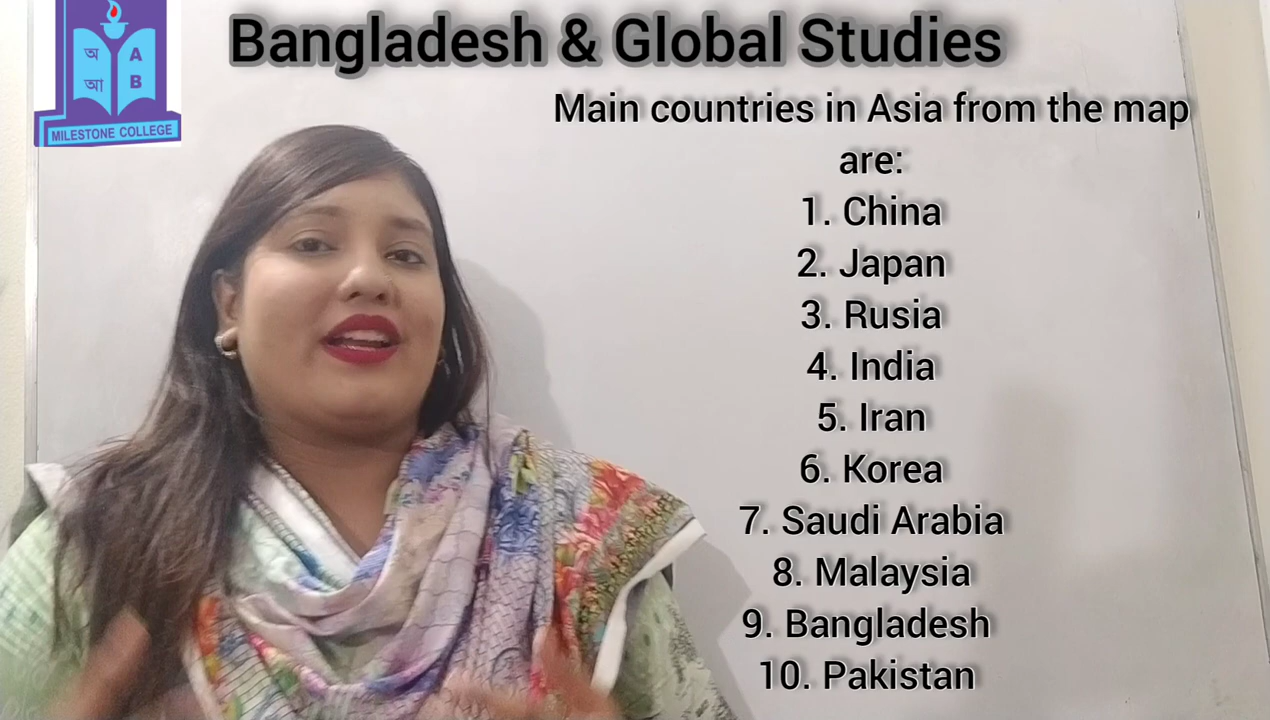 অ A
আ B
MILESTONE COLLEGE
Bangladesh & Global Studies
Main countries in Asia from the map
are:
1. China
2. Japan
3. Rusia
4. India
5. Iran
6. Korea
7. Saudi Arabia
8. Malaysia
9. Bangladesh
10. Pakistan